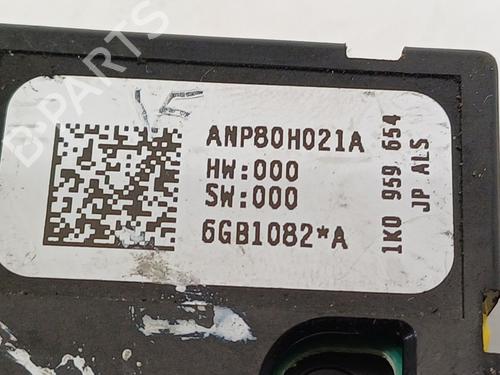 B-PARTS
ANP80H021A
HW:000
SW:000
6GB1082*A
1K0 959 654
JP ALS